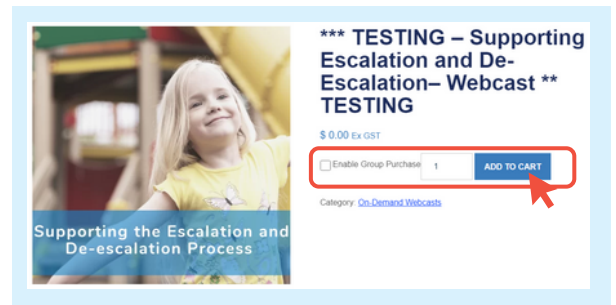 *** TESTING – Supporting
Escalation and De-
Escalation– Webcast **
TESTING
$ 0.00 Ex GST
Enable Group Purchase 1 ADD TO CART
Category: On-Demand Webcasts
Supporting the Escalation and
De-escalation Process